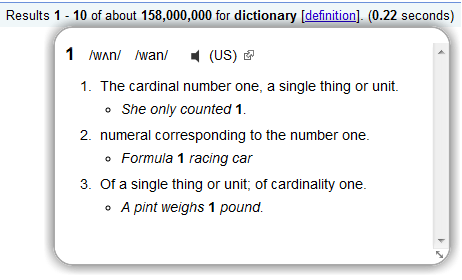 Results 1 - 10 of about 158,000,000 for dictionary [definition]. (0.22 seconds)
1 /wʌn/ /wan/ (US)
1. The cardinal number one, a single thing or unit.
She only counted 1.
2. numeral corresponding to the number one.
Formula 1 racing car
3. Of a single thing or unit; of cardinality one.
A pint weighs 1 pound.